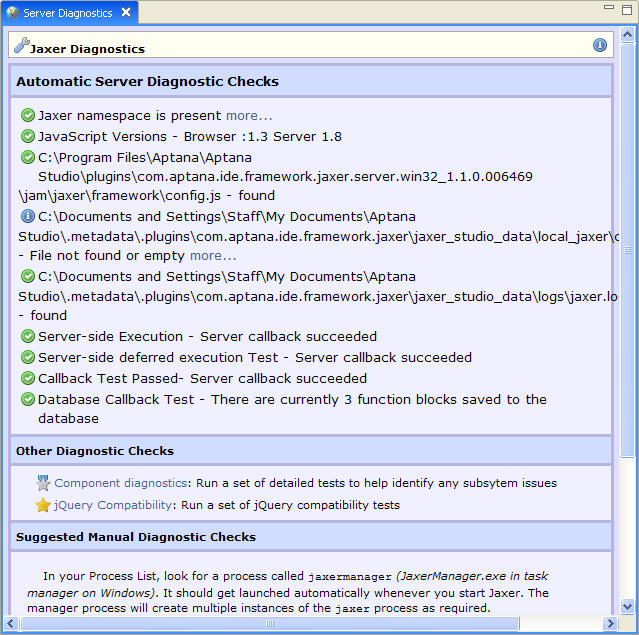 Server Diagnostics
Jaxer Diagnostics
Automatic Server Diagnostic Checks
Jaxer namespace is present more...
JavaScript Versions - Browser :1.3 Server 1.8
C:\Program Files\Aptana\Aptana
Studio\plugins\com.aptana.ide.framework.jaxer.server.win32_1.1.0.006469
\jam\jaxer\framework\config.js - found
C:\Documents and Settings\Staff\My Documents\Aptana
Studio\.metadata\.plugins\com.aptana.ide.framework.jaxer\jaxer_studio_data\local_jaxer\c
- File not found or empty more...
C:\Documents and Settings\Staff\My Documents\Aptana
Studio\.metadata\.plugins\com.aptana.ide.framework.jaxer\jaxer_studio_data\logs\jaxer.lo
- found
Server-side Execution - Server callback succeeded
Server-side deferred execution Test - Server callback succeeded
Callback Test Passed- Server callback succeeded
Database Callback Test - There are currently 3 function blocks saved to the
database
Other Diagnostic Checks
Component diagnostics: Run a set of detailed tests to help identify any subsytem issues
jQuery Compatibility: Run a set of jQuery compatibility tests
Suggested Manual Diagnostic Checks
In your Process List, look for a process called jaxermanager (JaxerManager.exe in task
manager on Windows). It should get launched automatically whenever you start Jaxer. The
manager process will create multiple instances of the jaxer process as required.